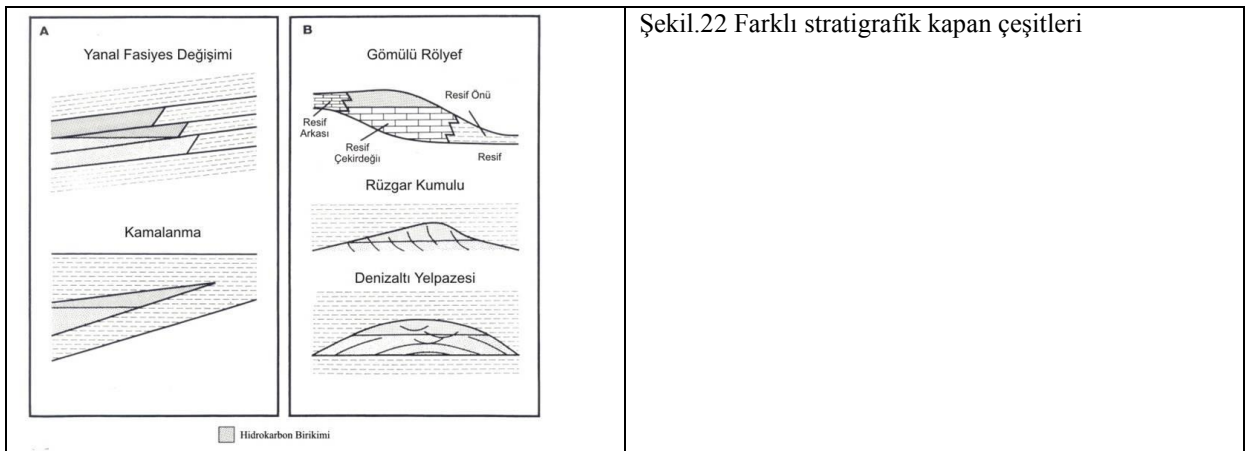 A
Yanal Fasiyes Değişimi
Kamalanma
B
Gömülü Rölyef
Resif Önü
Resif
Arkası
Resif
Çekirdeğiı
Resif
Rüzgar Kumulu
Denizaltı Yelpazesi
Hidrokarbon Birikimi
Şekil.22 Farklı stratigrafik kapan çeşitleri